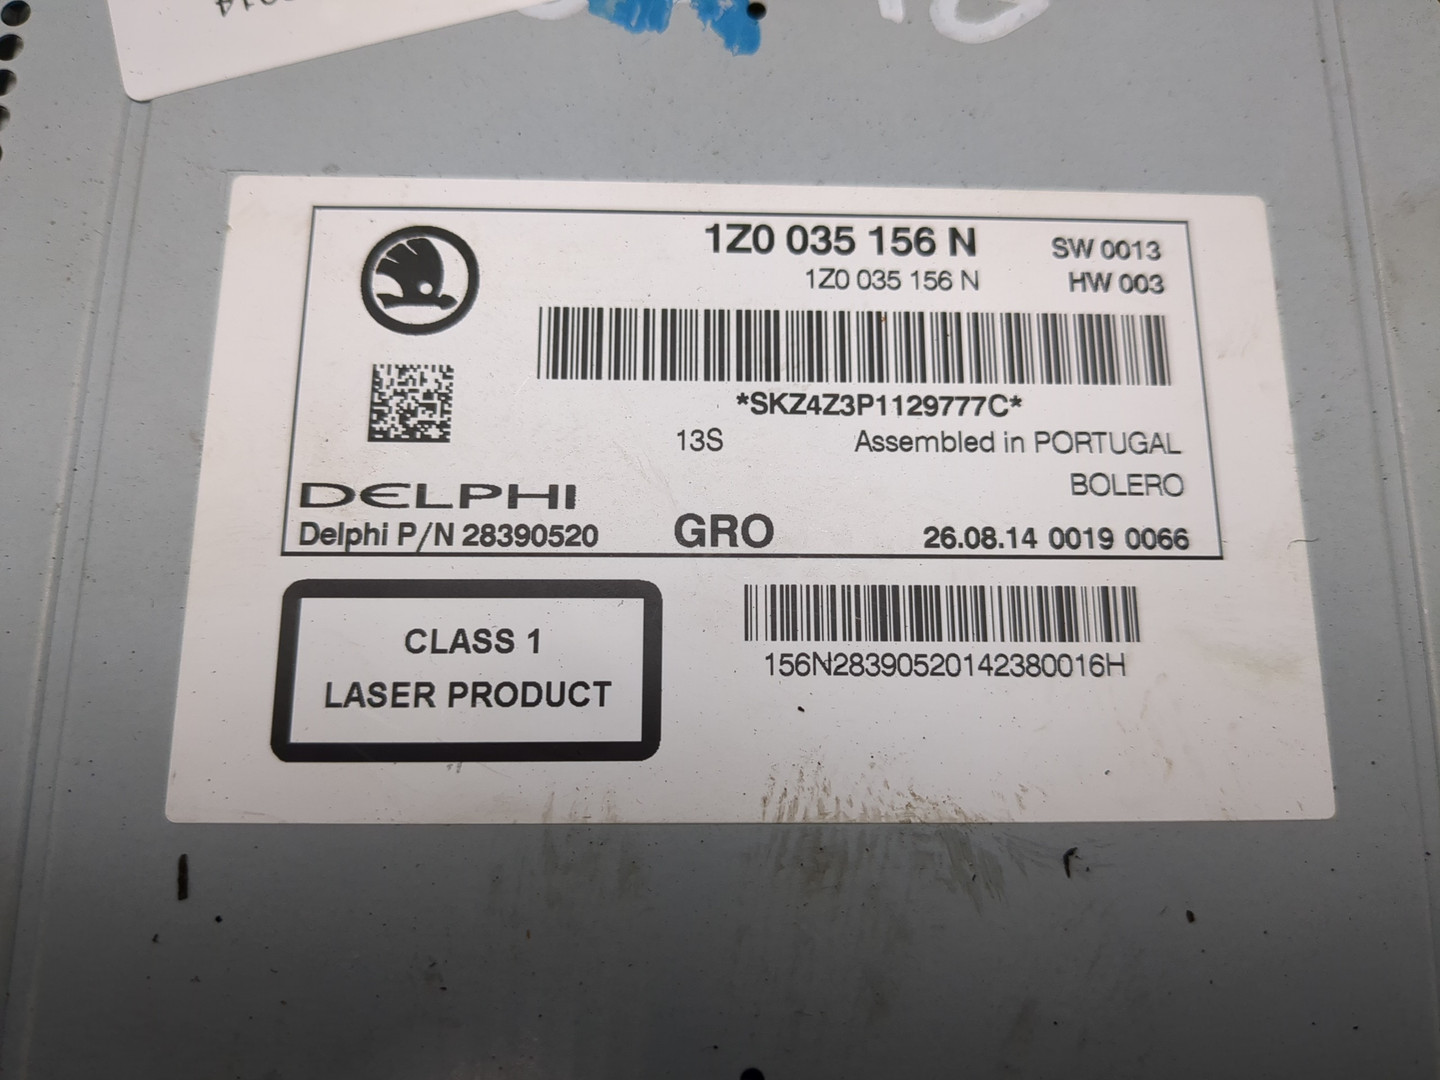 1Z0 035 156 N SW 0013
1Z0 035 156 N HW 003
*SKZ4Z3P1129777C*
13S Assembled in PORTUGAL
BOLERO
DELPHI
Delphi P/N 28390520 GRO 26.08.14 0019 0066
CLASS 1
LASER PRODUCT
156N28390520142380016H